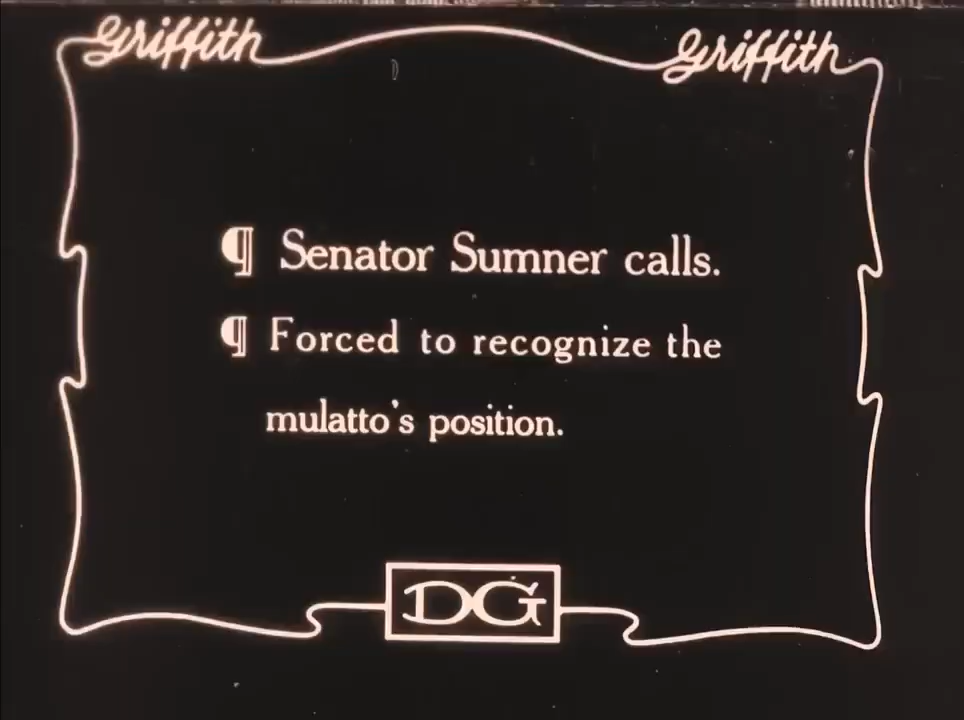 Griffith Griffith
¶ Senator Sumner calls.
¶ Forced to recognize the
mulatto's position.
DG